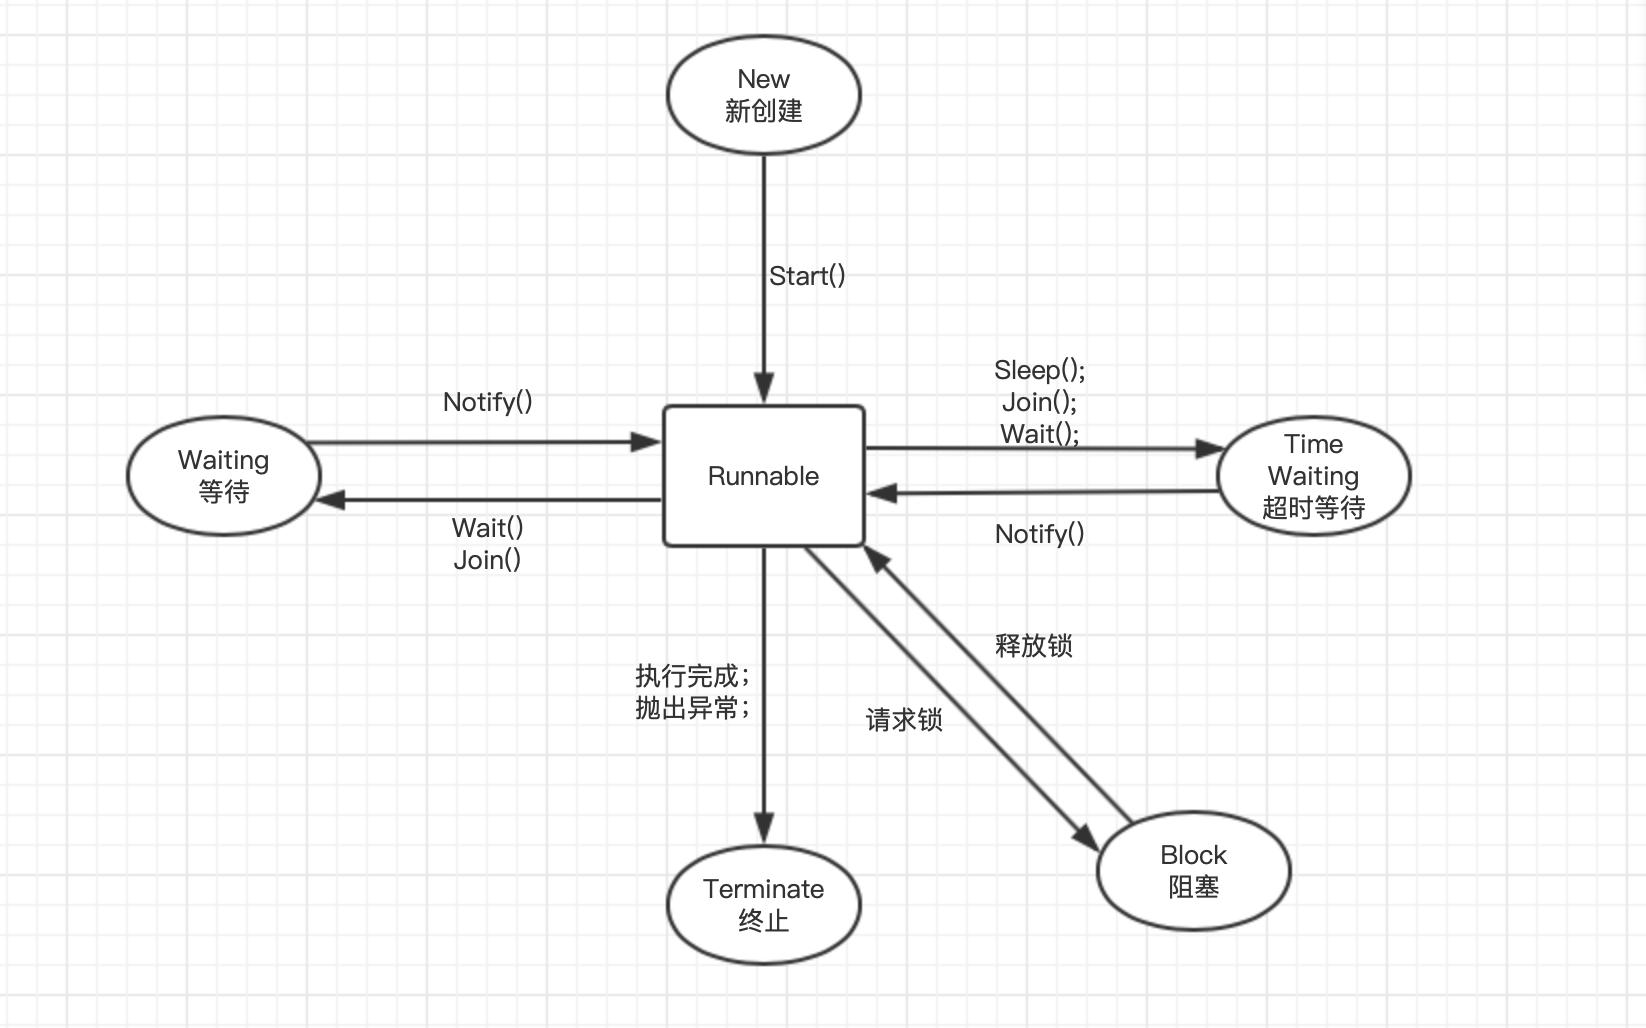 New
新创建
Start()
Sleep();
Join();
Wait();
Notify()
Waiting
等待
Runnable
Time
Waiting
超时等待
Wait()
Join()
Notify()
释放锁
执行完成；
抛出异常；
请求锁
Block
阻塞
Terminate
终止